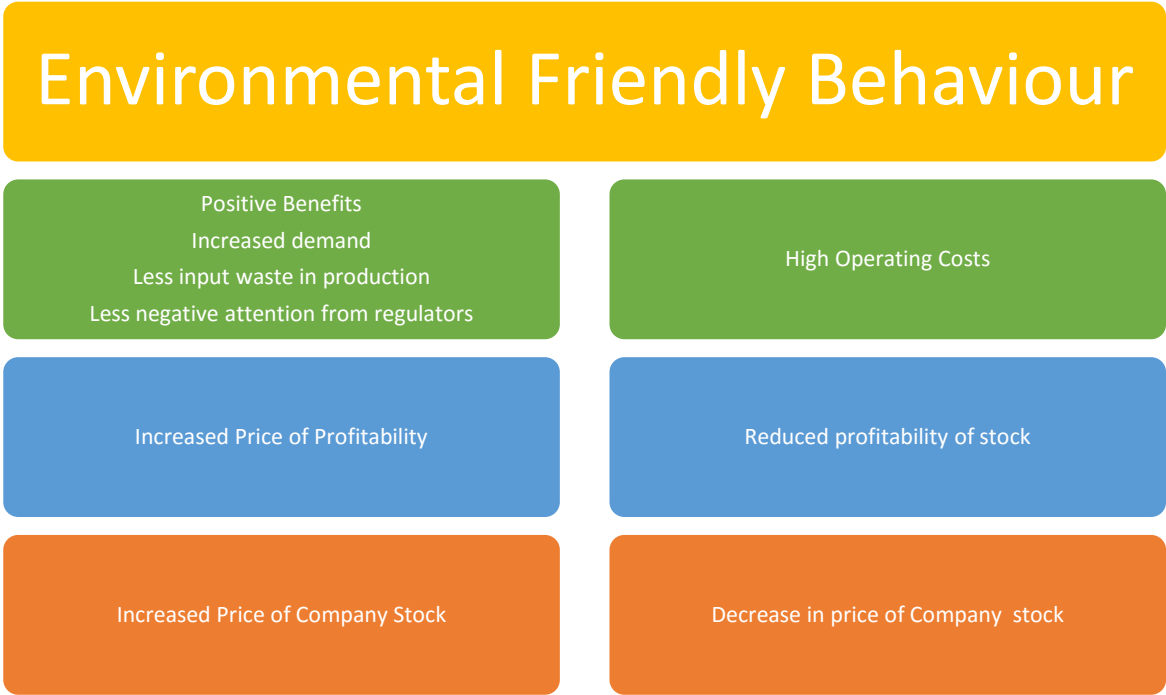 Environmental Friendly Behaviour
Positive Benefits
Increased demand
Less input waste in production
Less negative attention from regulators
High Operating Costs
Increased Price of Profitability
Reduced profitability of stock
Increased Price of Company Stock
Decrease in price of Company  stock